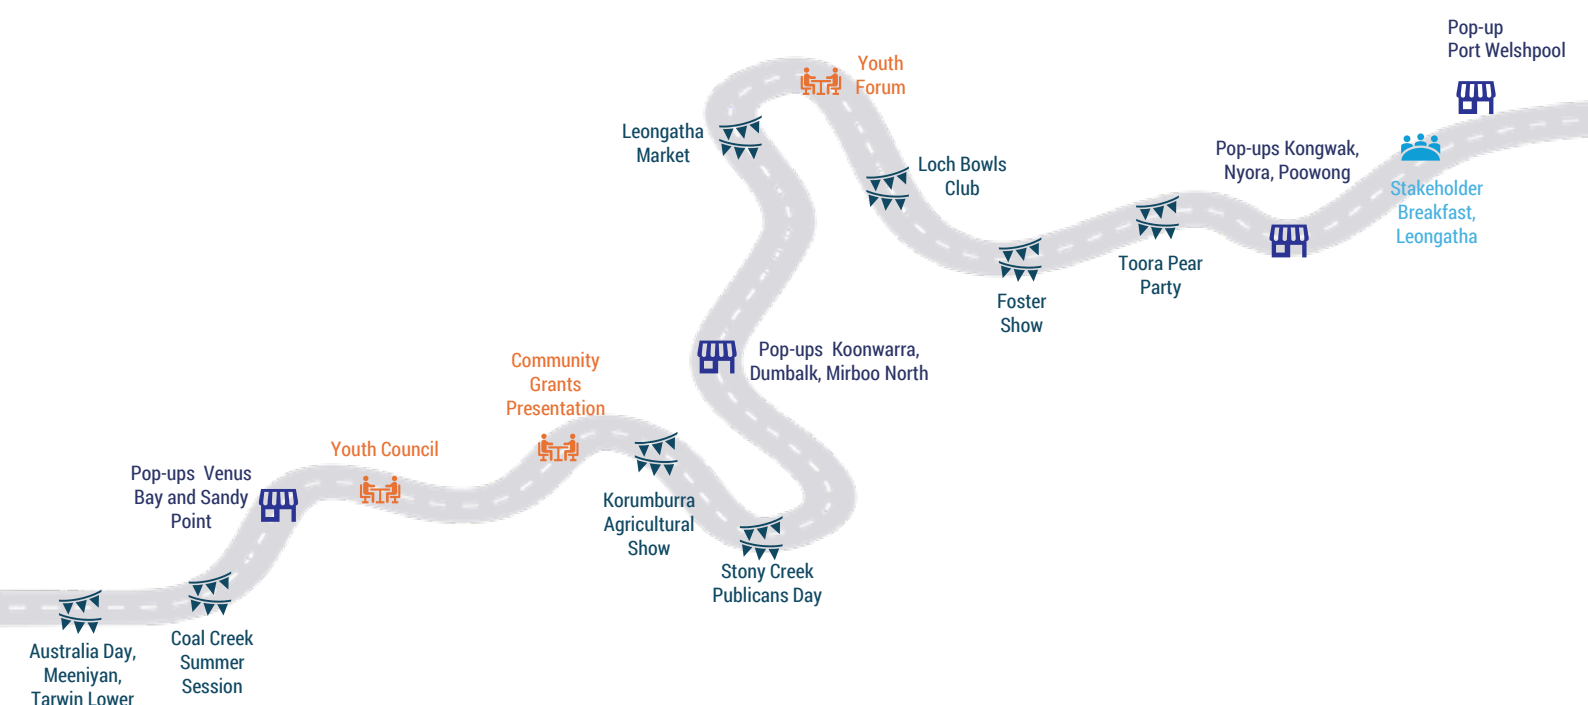 Pop-up
Port Welshpool
Youth
Forum
Leongatha
Market
Loch Bowls
Club
Pop-ups Kongwak,
Nyora, Poowong
Stakeholder
Breakfast,
Leongatha
Toora Pear
Party
Foster
Show
Pop-ups  Koonwarra,
Dumbalk, Mirboo North
Community
Grants
Presentation
Youth Council
Pop-ups  Venus
Bay and Sandy
Point
Korumburra
Agricultural
Show
Stony Creek
Publicans Day
Coal Creek
Summer
Session
Australia Day,
Meeniyan,
Tarwin Lower